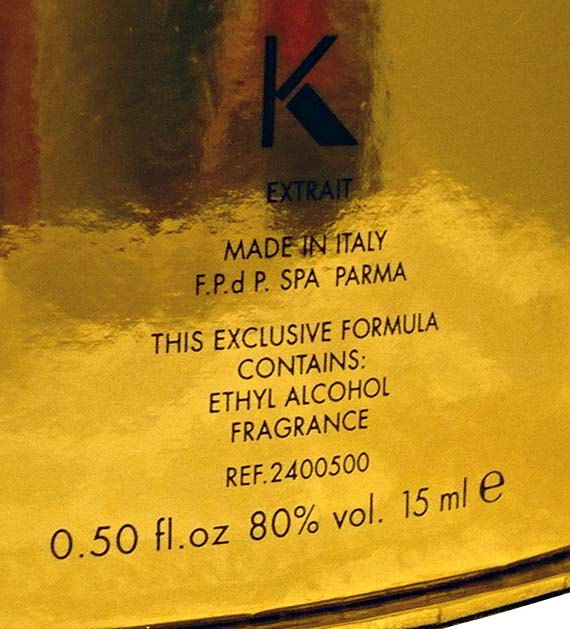 K
EXTRAIT
MADE IN ITALY
F.P.d P. SPA PARMA
THIS EXCLUSIVE FORMULA
CONTAINS:
ETHYL ALCOHOL
FRAGRANCE
REF.2400500
0.50 fl.oz 80% vol. 15 ml ℮